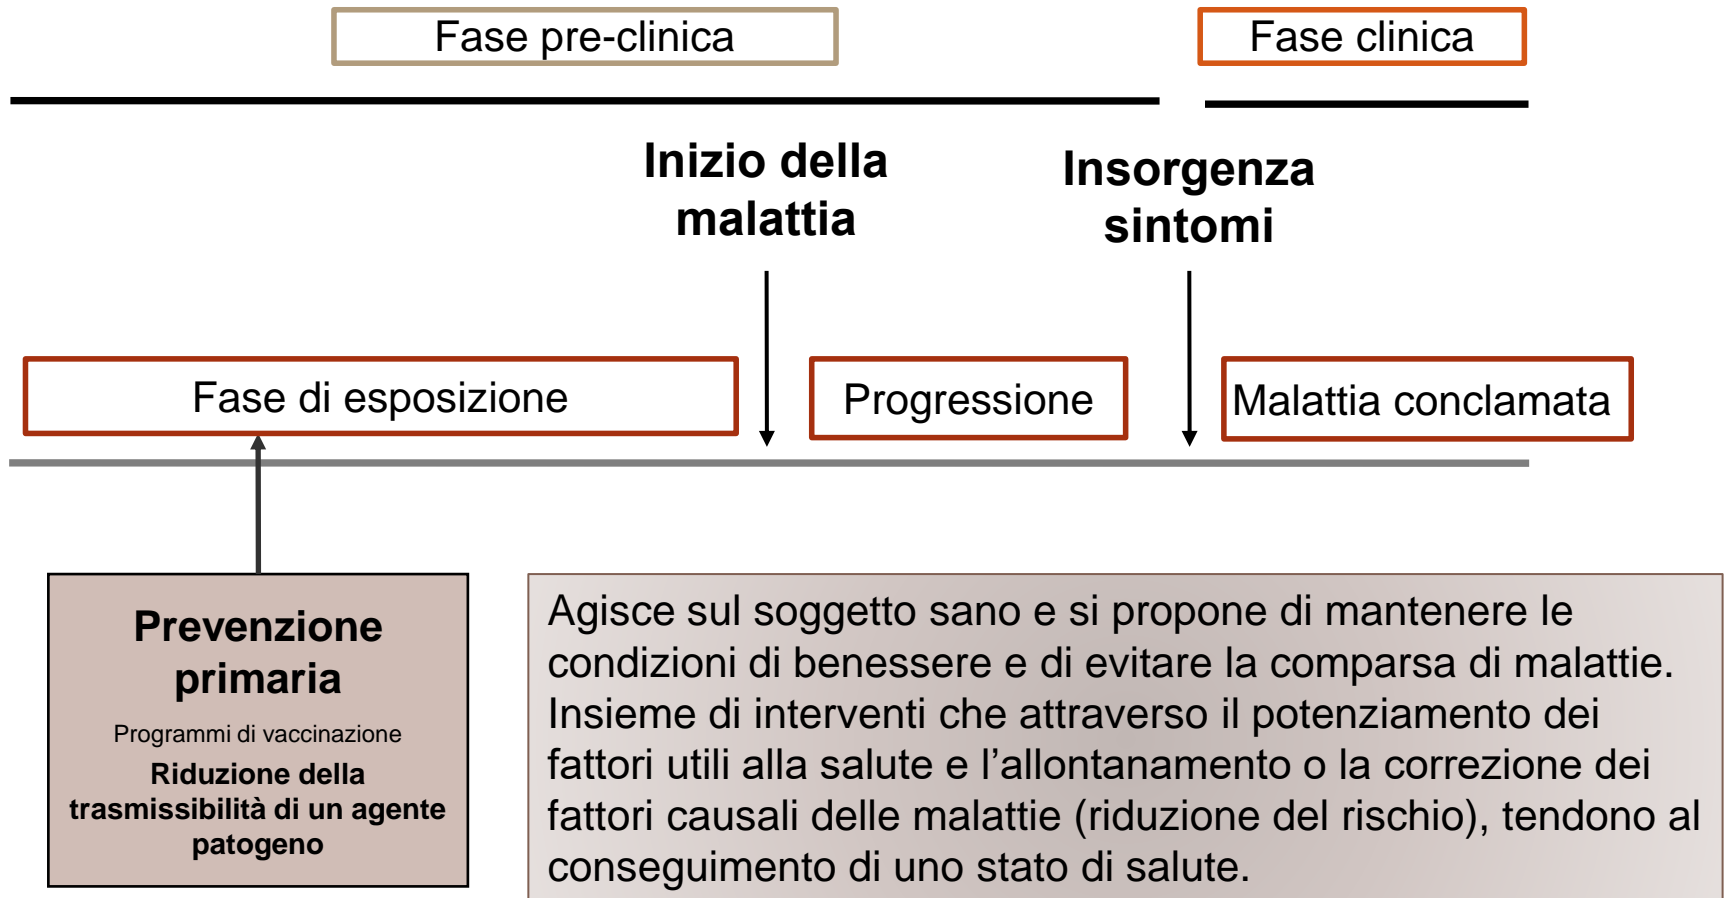 Fase pre-clinica
Fase clinica
Inizio della
malattia
Insorgenza
sintomi
Fase di esposizione
Progressione
Malattia conclamata
Prevenzione
primaria
Programmi di vaccinazione
Riduzione della
trasmissibilità di un agente
patogeno
Agisce sul soggetto sano e si propone di mantenere le
condizioni di benessere e di evitare la comparsa di malattie.
Insieme di interventi che attraverso il potenziamento dei
fattori utili alla salute e l’allontanamento o la correzione dei
fattori causali delle malattie (riduzione del rischio), tendono al
conseguimento di uno stato di salute.